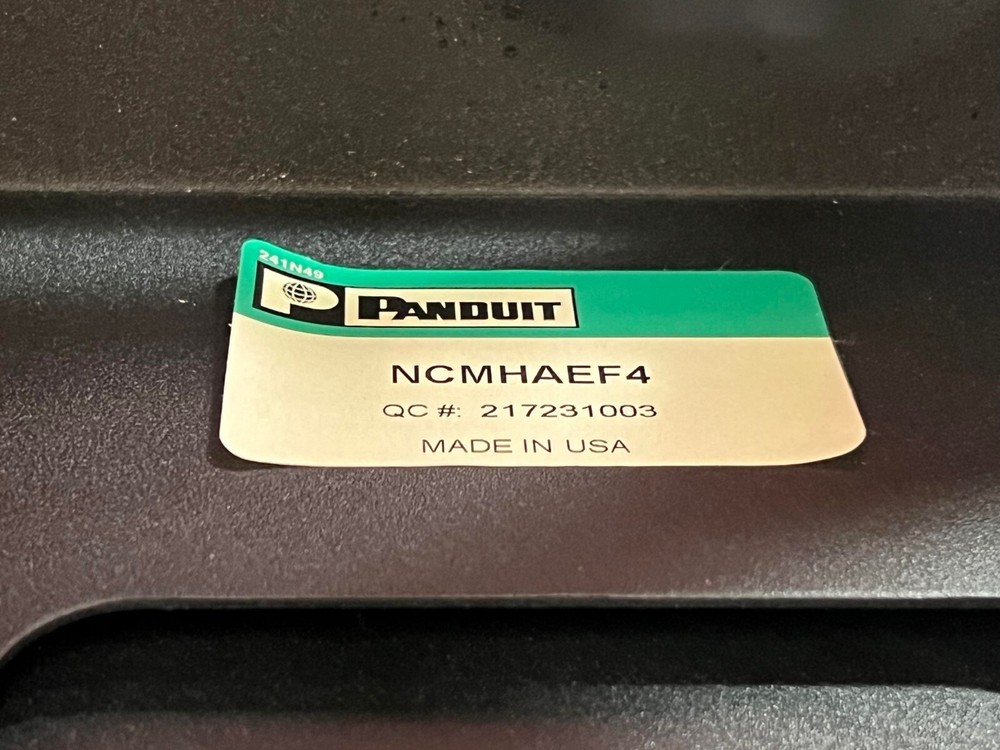 241N49
P PANDUIT
NCMHAEF4
QC #: 217231003
MADE IN USA